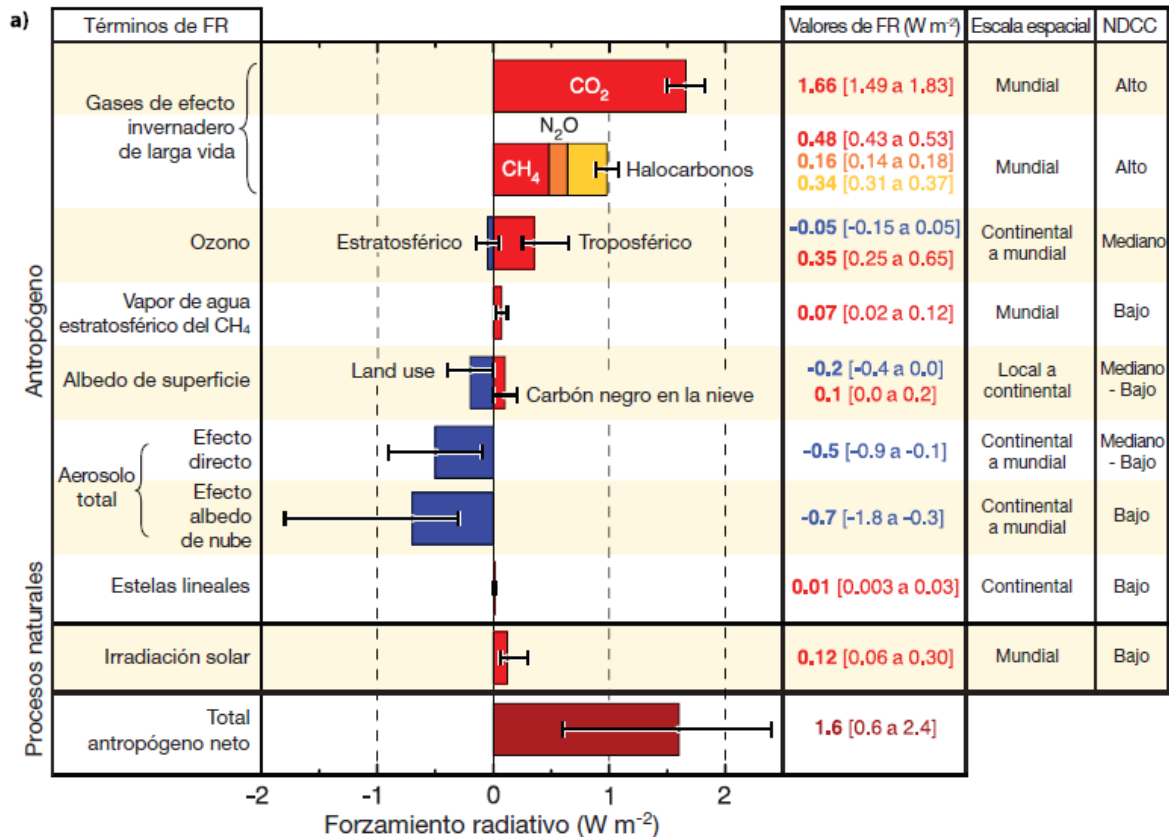 a)
Términos de FR
Valores de FR (W m⁻²)
Escala espacial
NDCC
Antropógeno
Gases de efecto
invernadero
de larga vida
CO₂
1.66 [1.49 a 1.83]
Mundial
Alto
N₂O
CH₄
Halocarbonos
0.48 [0.43 a 0.53]
0.16 [0.14 a 0.18]
0.34 [0.31 a 0.37]
Mundial
Alto
Ozono
Estratosférico
Troposférico
-0.05 [-0.15 a 0.05]
0.35 [0.25 a 0.65]
Continental
a mundial
Mediano
Vapor de agua
estratosférico del CH₄
0.07 [0.02 a 0.12]
Mundial
Bajo
Albedo de superficie
Land use
Carbón negro en la nieve
-0.2 [-0.4 a 0.0]
0.1 [0.0 a 0.2]
Local a
continental
Mediano
- Bajo
Aerosolo
total
Efecto
directo
-0.5 [-0.9 a -0.1]
Continental
a mundial
Mediano
- Bajo
Efecto
albedo
de nube
-0.7 [-1.8 a -0.3]
Continental
a mundial
Bajo
Estelas lineales
0.01 [0.003 a 0.03]
Continental
Bajo
Procesos naturales
Irradiación solar
0.12 [0.06 a 0.30]
Mundial
Bajo
Total
antropógeno neto
1.6 [0.6 a 2.4]
-2 -1 0 1 2
Forzamiento radiativo (W m⁻²)